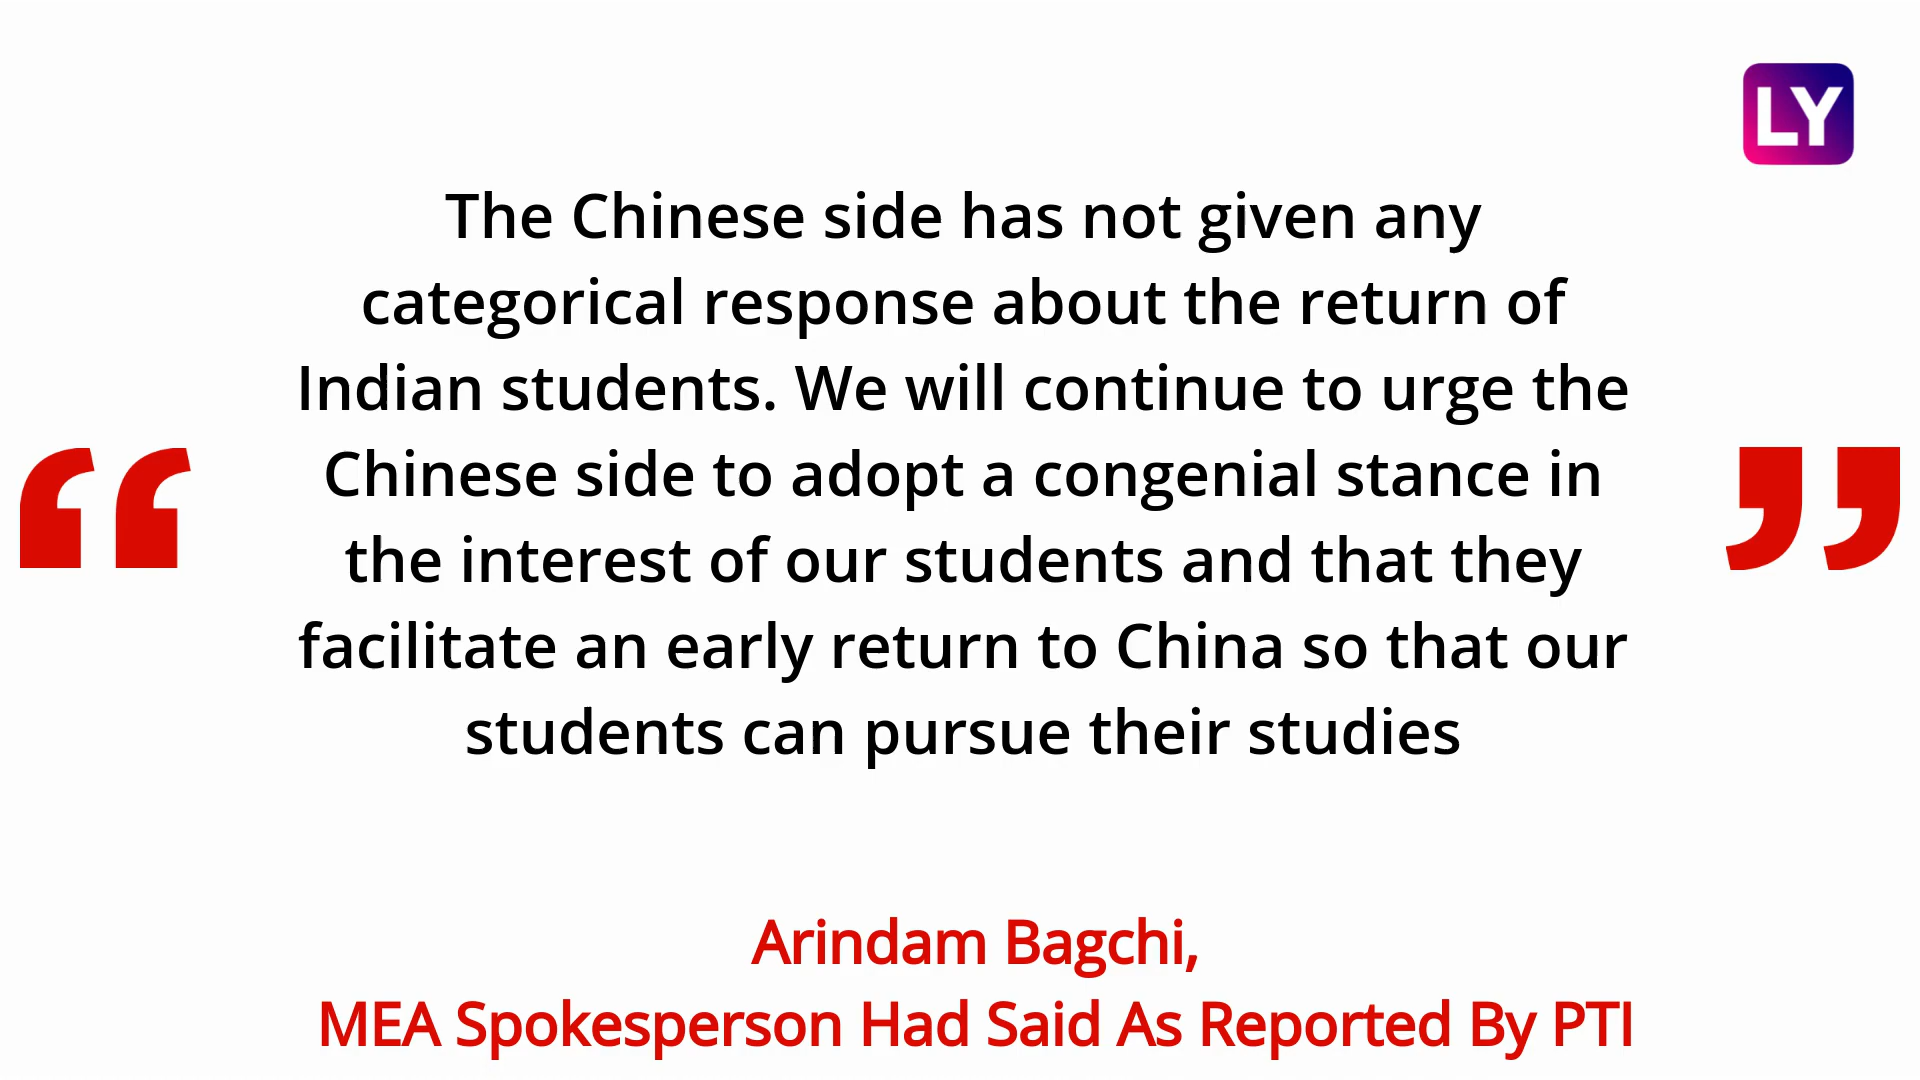 LY
The Chinese side has not given any
categorical response about the return of
Indian students. We will continue to urge the
Chinese side to adopt a congenial stance in
the interest of our students and that they
facilitate an early return to China so that our
students can pursue their studies
“ ”
Arindam Bagchi,
MEA Spokesperson Had Said As Reported By PTI